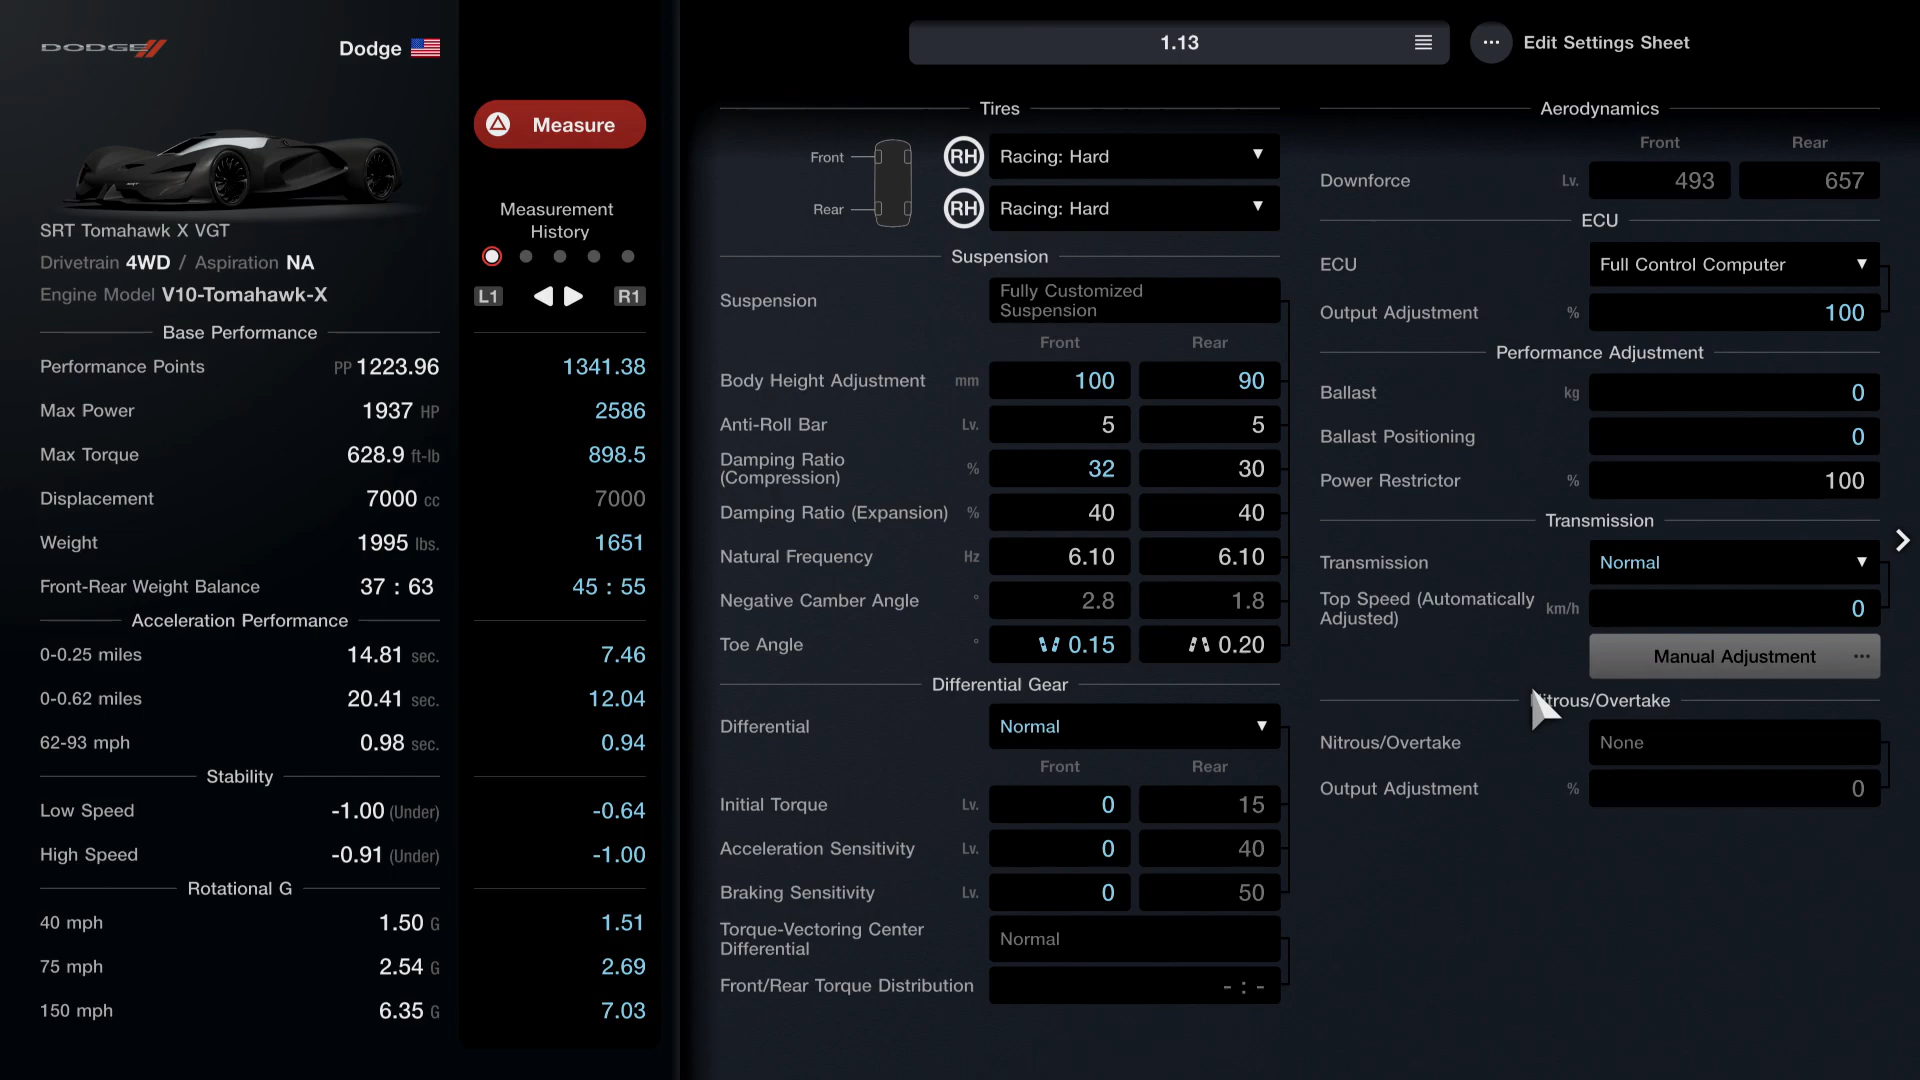 DODGE
Dodge
SRT Tomahawk X VGT
Drivetrain 4WD / Aspiration NA
Engine Model V10-Tomahawk-X
Base Performance
Performance Points PP 1223.96
Max Power 1937 HP
Max Torque 628.9 ft-lb
Displacement 7000 cc
Weight 1995 lbs.
Front-Rear Weight Balance 37 : 63
Acceleration Performance
0-0.25 miles 14.81 sec.
0-0.62 miles 20.41 sec.
62-93 mph 0.98 sec.
Stability
Low Speed -1.00 (Under)
High Speed -0.91 (Under)
Rotational G
40 mph 1.50 G
75 mph 2.54 G
150 mph 6.35 G
Measure
Measurement
History
L1 R1
1341.38
2586
898.5
7000
1651
45 : 55
7.46
12.04
0.94
-0.64
-1.00
1.51
2.69
7.03
1.13
Edit Settings Sheet
Tires
Front RH Racing: Hard
Rear RH Racing: Hard
Suspension
Suspension Fully Customized
Suspension
Front Rear
Body Height Adjustment mm 100 90
Anti-Roll Bar Lv. 5 5
Damping Ratio
(Compression) % 32 30
Damping Ratio (Expansion) % 40 40
Natural Frequency Hz 6.10 6.10
Negative Camber Angle ° 2.8 1.8
Toe Angle ° 0.15 0.20
Differential Gear
Differential Normal
Front Rear
Initial Torque Lv. 0 15
Acceleration Sensitivity Lv. 0 40
Braking Sensitivity Lv. 0 50
Torque-Vectoring Center
Differential Normal
Front/Rear Torque Distribution - : -
Aerodynamics
Front Rear
Downforce Lv. 493 657
ECU
ECU Full Control Computer
Output Adjustment % 100
Performance Adjustment
Ballast kg 0
Ballast Positioning 0
Power Restrictor % 100
Transmission
Transmission Normal
Top Speed (Automatically
Adjusted) km/h 0
Manual Adjustment
itrous/Overtake
Nitrous/Overtake None
Output Adjustment % 0